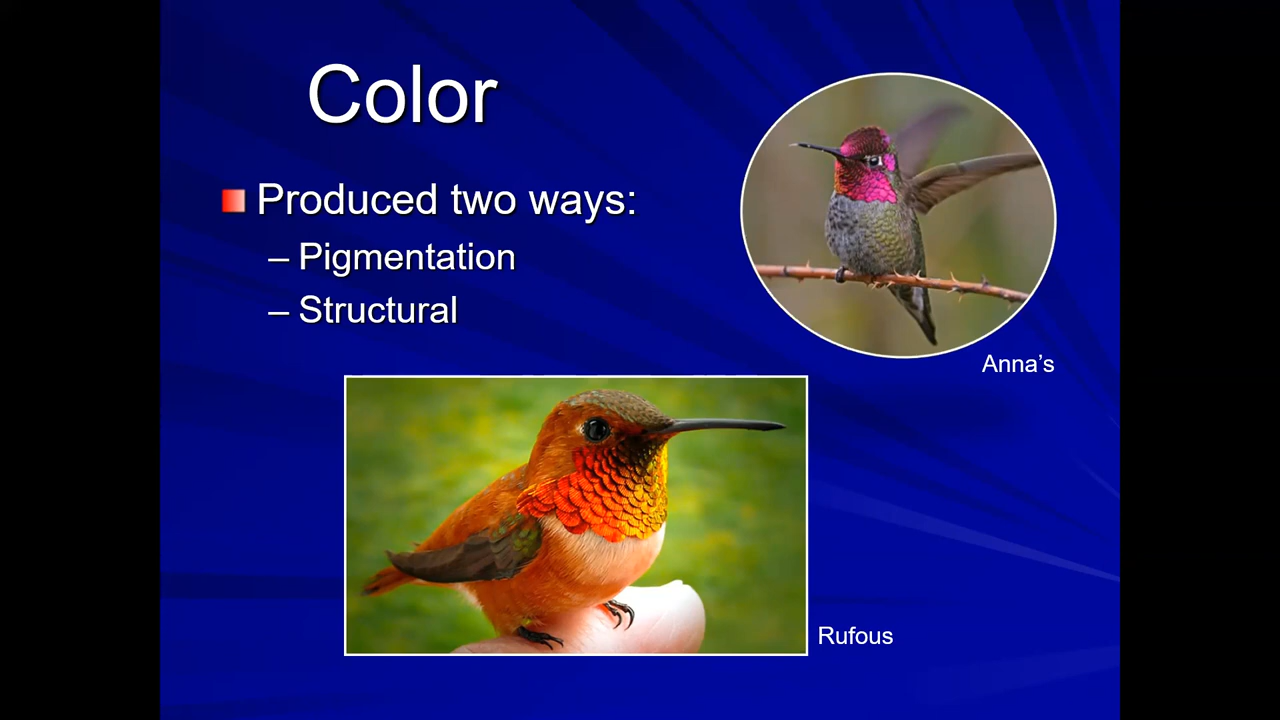 Color
Produced two ways:
– Pigmentation
– Structural
Anna’s
Rufous